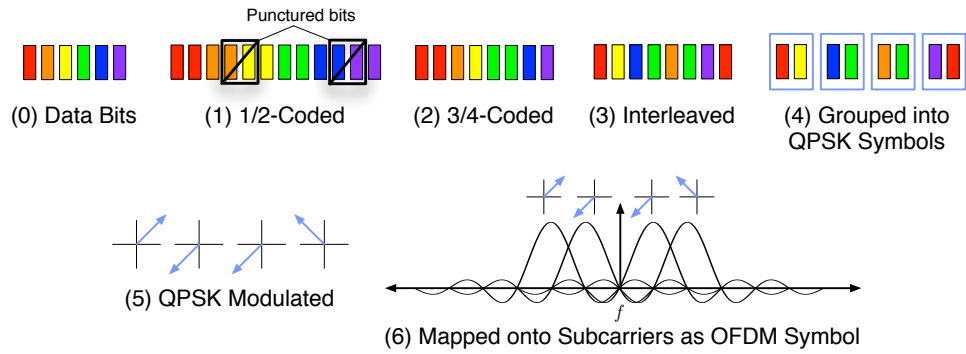 Punctured bits
(0) Data Bits
(1) 1/2-Coded
(2) 3/4-Coded
(3) Interleaved
(4) Grouped into
QPSK Symbols
(5) QPSK Modulated
f
(6) Mapped onto Subcarriers as OFDM Symbol